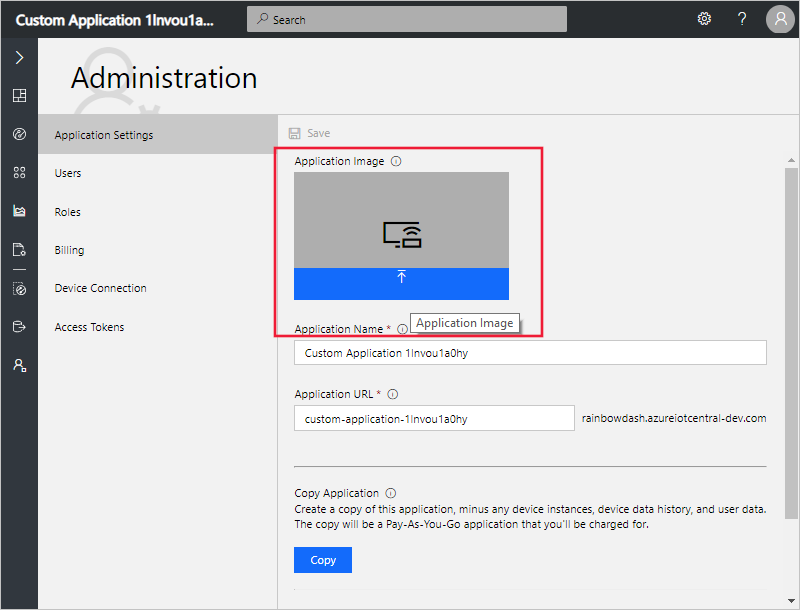 Custom Application 1Invou1a...
Search
?
Administration
Application Settings
Users
Roles
Billing
Device Connection
Access Tokens
Save
Application Image
Application Image
Application Name *
Custom Application 1Invou1a0hy
Application URL *
custom-application-1Invou1a0hy
rainbowdash.azureiotcentral-dev.com
Copy Application
Create a copy of this application, minus any device instances, device data history, and user data.
The copy will be a Pay-As-You-Go application that you'll be charged for.
Copy